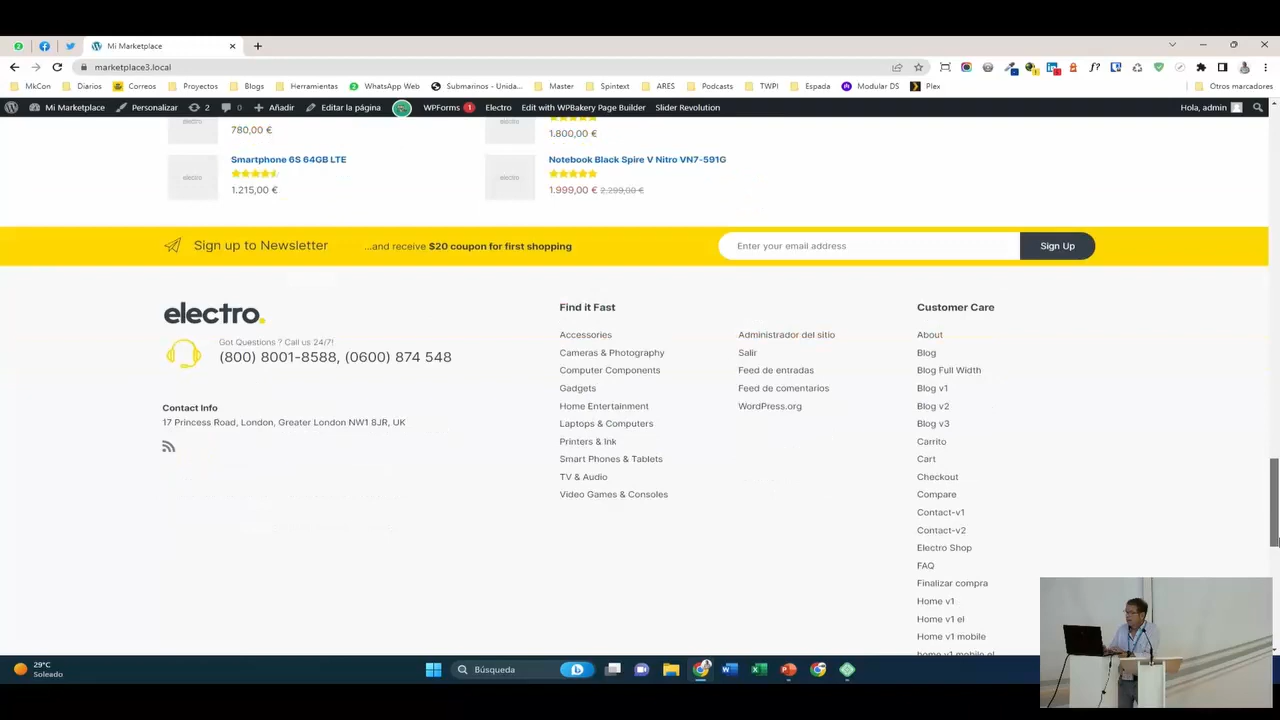 Mi Marketplace
marketplace3.local
MkCon
Diarios
Correos
Proyectos
Blogs
Herramientas
WhatsApp Web
Submarinos - Unida...
Master
Spintext
ARES
Podcasts
TWPI
Espada
Modular DS
Plex
Otros marcadores
Mi Marketplace
Personalizar
2
0
Añadir
Editar la página
WPForms 1
Electro
Edit with WPBakery Page Builder
Slider Revolution
Hola, admin
electro
780,00 €
1.800,00 €
electro
Smartphone 6S 64GB LTE
1.215,00 €
electro
Notebook Black Spire V Nitro VN7-591G
1.999,00 € 2.299,00 €
Sign up to Newsletter
...and receive $20 coupon for first shopping
Enter your email address
Sign Up
electro.
Got Questions ? Call us 24/7!
(800) 8001-8588, (0600) 874 548
Contact Info
17 Princess Road, London, Greater London NW1 8JR, UK
Find it Fast
Accessories
Cameras & Photography
Computer Components
Gadgets
Home Entertainment
Laptops & Computers
Printers & Ink
Smart Phones & Tablets
TV & Audio
Video Games & Consoles
Administrador del sitio
Salir
Feed de entradas
Feed de comentarios
WordPress.org
Customer Care
About
Blog
Blog Full Width
Blog v1
Blog v2
Blog v3
Carrito
Cart
Checkout
Compare
Contact-v1
Contact-v2
Electro Shop
FAQ
Finalizar compra
Home v1
Home v1 el
Home v1 mobile
home v1 mobile el
29°C
Soleado
Búsqueda